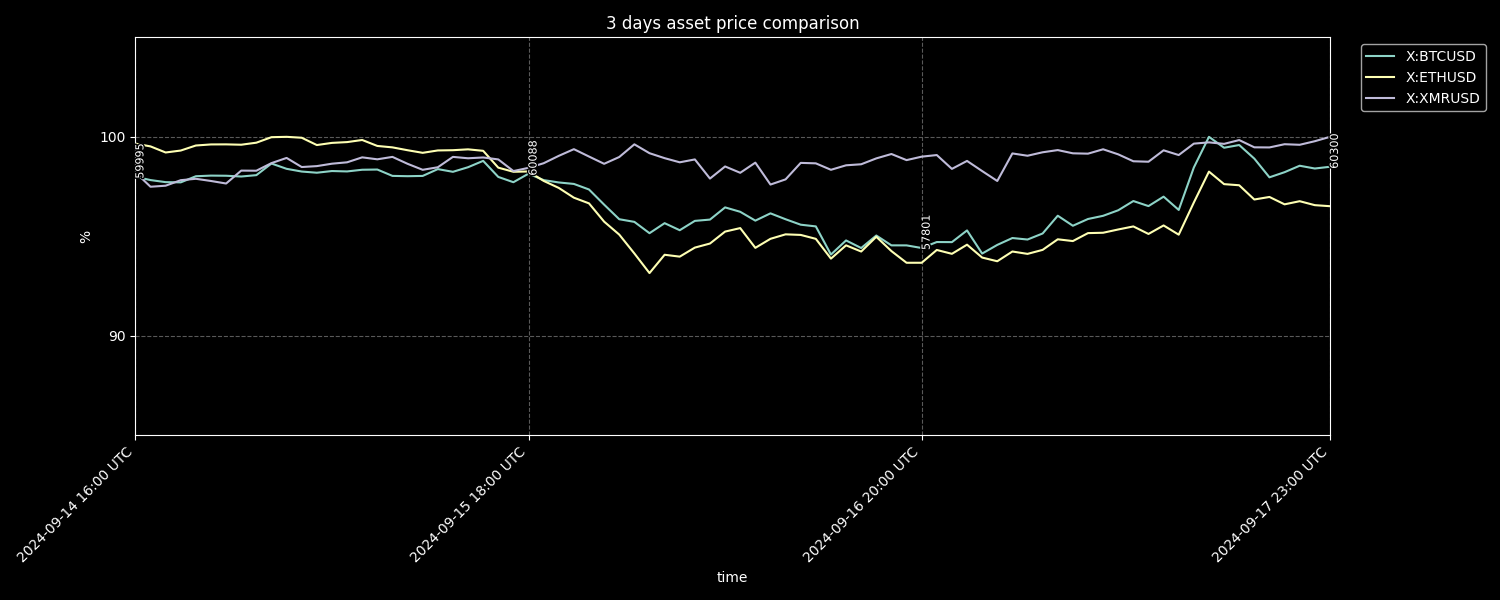 3 days asset price comparison
X:BTCUSD
X:ETHUSD
X:XMRUSD
100
90
%
59995
60088
57801
60300
2024-09-14 16:00 UTC
2024-09-15 18:00 UTC
2024-09-16 20:00 UTC
2024-09-17 23:00 UTC
time